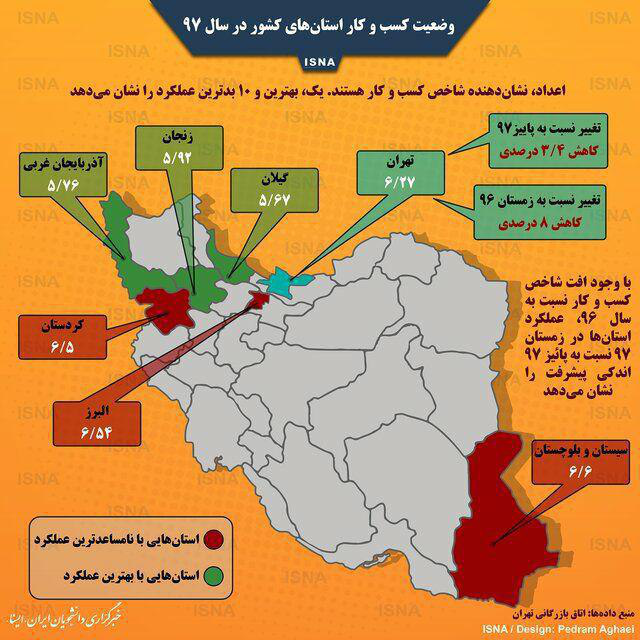 وضعیت کسب و کار استان‌های کشور در سال ۹۷
ISNA
اعداد، نشان‌دهنده شاخص کسب و کار هستند. یک، بهترین و ۱۰ بدترین عملکرد را نشان می‌دهد
تغییر نسبت به پاییز۹۷
کاهش ۳/۴ درصدی
تهران
۶/۲۷
تغییر نسبت به زمستان ۹۶
کاهش ۸ درصدی
زنجان
۵/۹۲
آذربایجان غربی
۵/۷۶
گیلان
۵/۶۷
با وجود افت شاخص
کسب و کار نسبت به
سال ۹۶، عملکرد
استان‌ها در زمستان
۹۷ نسبت به پائیز ۹۷
اندکی پیشرفت را
نشان می‌دهد
کردستان
۶/۵
البرز
۶/۵۴
سیستان و بلوچستان
۶/۶
استان‌هایی با نامساعدترین عملکرد
استان‌هایی با بهترین عملکرد
خبرگزاری دانشجویان ایران-ایسنا
منبع داده‌ها: اتاق بازرگانی تهران
ISNA / Design: Pedram Aghaei